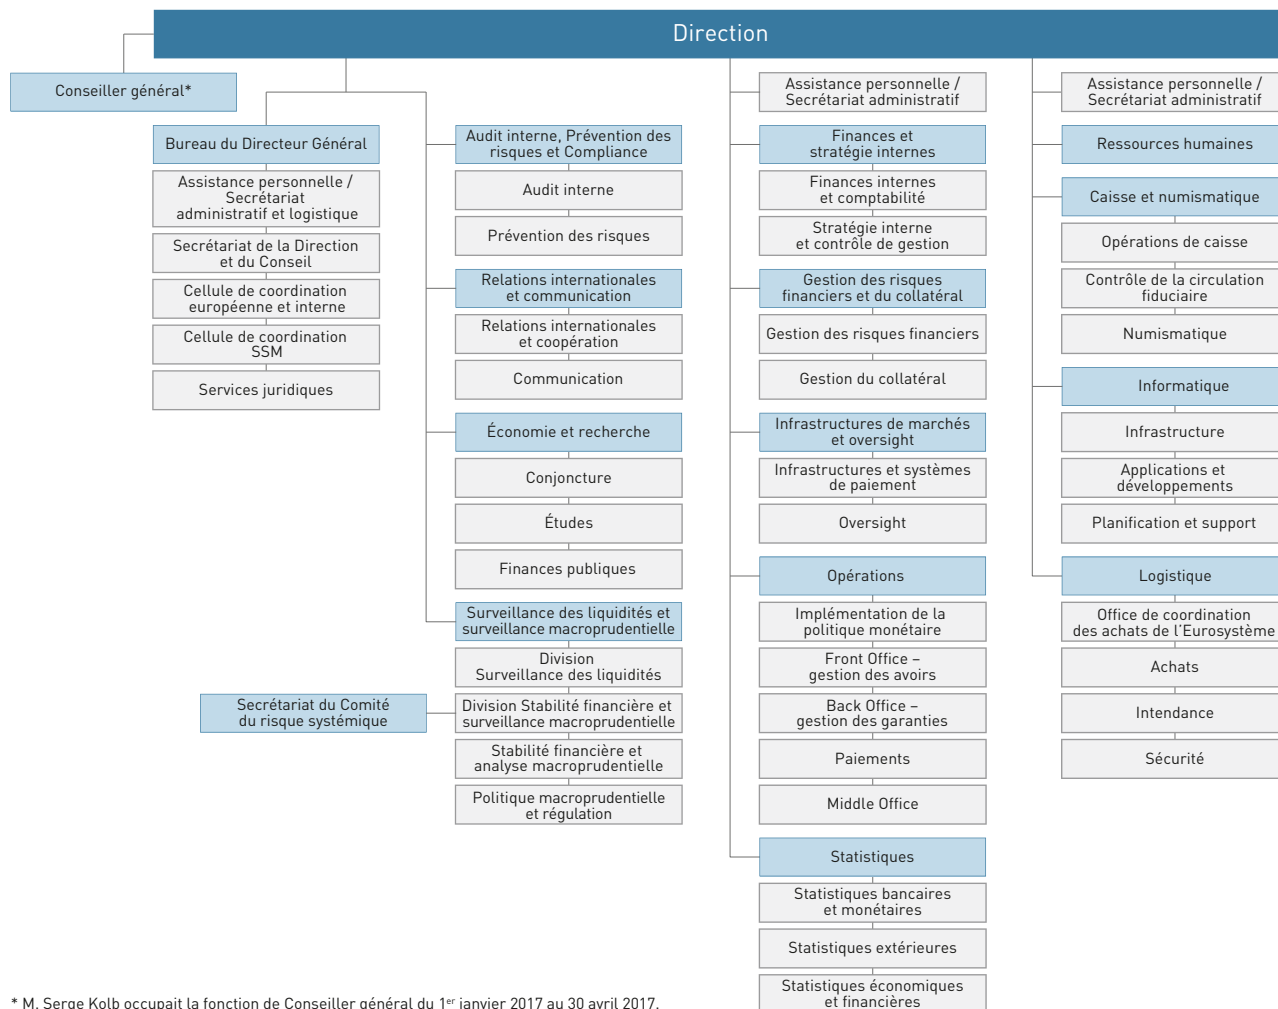 Direction
Conseiller général*
Bureau du Directeur Général
Assistance personnelle /
Secrétariat
administratif et logistique
Secrétariat de la Direction
et du Conseil
Cellule de coordination
européenne et interne
Cellule de coordination
SSM
Services juridiques
Audit interne, Prévention des
risques et Compliance
Audit interne
Prévention des risques
Relations internationales
et communication
Relations internationales
et coopération
Communication
Économie et recherche
Conjoncture
Études
Finances publiques
Surveillance des liquidités et
surveillance macroprudentielle
Division
Surveillance des liquidités
Secrétariat du Comité
du risque systémique
Division Stabilité financière et
surveillance macroprudentielle
Stabilité financière et
analyse macroprudentielle
Politique macroprudentielle
et régulation
Assistance personnelle /
Secrétariat administratif
Finances et
stratégie internes
Finances internes
et comptabilité
Stratégie interne
et contrôle de gestion
Gestion des risques
financiers et du collatéral
Gestion des risques financiers
Gestion du collatéral
Infrastructures de marchés
et oversight
Infrastructures et systèmes
de paiement
Oversight
Opérations
Implémentation de la
politique monétaire
Front Office –
gestion des avoirs
Back Office –
gestion des garanties
Paiements
Middle Office
Statistiques
Statistiques bancaires
et monétaires
Statistiques extérieures
Statistiques économiques
et financières
Assistance personnelle /
Secrétariat administratif
Ressources humaines
Caisse et numismatique
Opérations de caisse
Contrôle de la circulation
fiduciaire
Numismatique
Informatique
Infrastructure
Applications et
développements
Planification et support
Logistique
Office de coordination
des achats de l'Eurosystème
Achats
Intendance
Sécurité
* M. Serge Kolb occupait la fonction de Conseiller général du 1er janvier 2017 au 30 avril 2017.